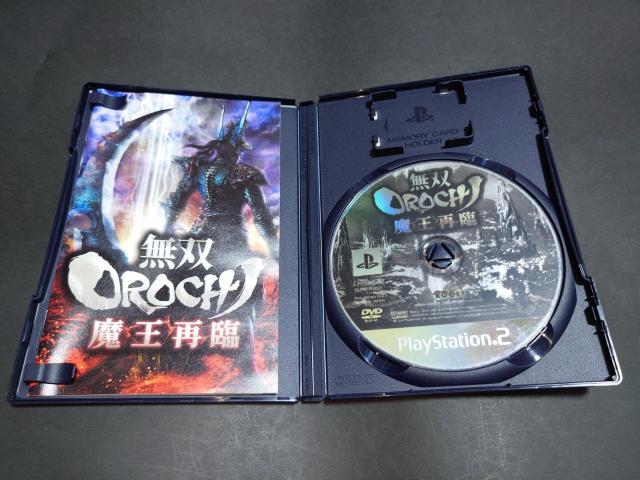 無双
OROCHI
魔王再臨
MEMORY CARD
HOLDER
無双
OROCHI
魔王再臨
DVD
KOEI
PlayStation.2